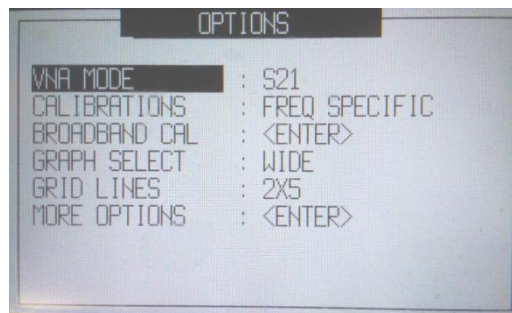 OPTIONS
VNA MODE : S21
CALIBRATIONS : FREQ SPECIFIC
BROADBAND CAL : <ENTER>
GRAPH SELECT : WIDE
GRID LINES : 2X5
MORE OPTIONS : <ENTER>